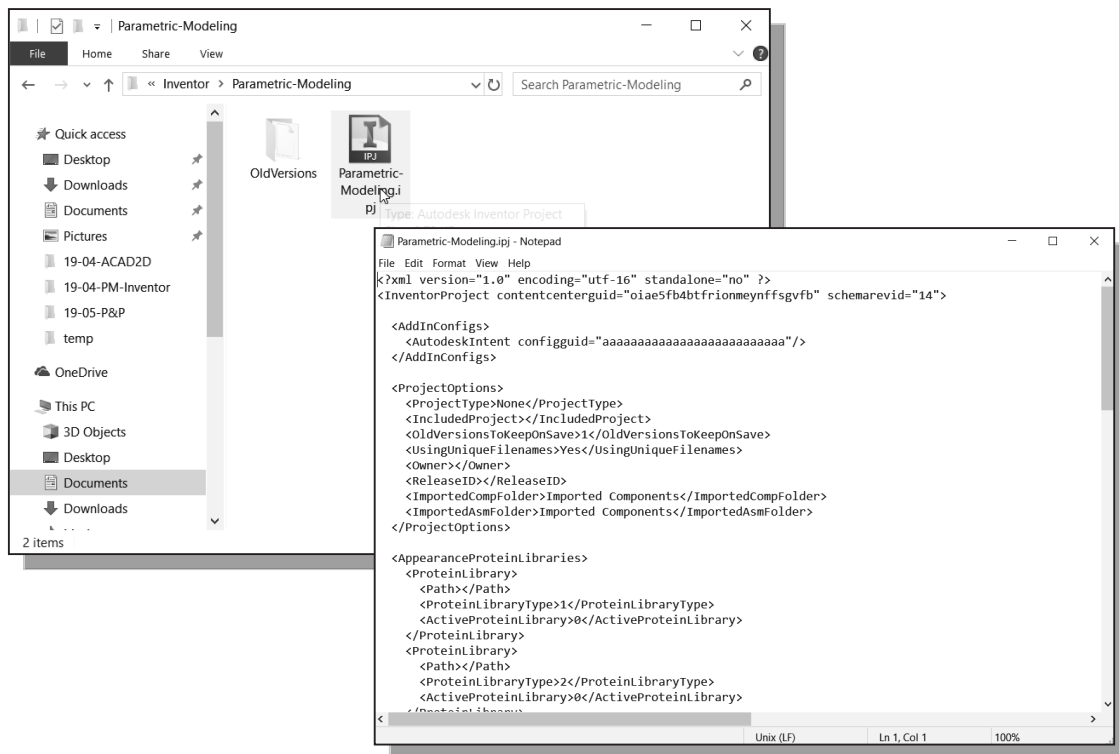 Parametric-Modeling
File Home Share View
« Inventor > Parametric-Modeling
Search Parametric-Modeling
Quick access
Desktop
Downloads
Documents
Pictures
19-04-ACAD2D
19-04-PM-Inventor
19-05-P&P
temp
OneDrive
This PC
3D Objects
Desktop
Documents
Downloads
2 items
OldVersions
IPJ
Parametric-
Modeling.i
pj
Type: Autodesk Inventor Project
Parametric-Modeling.ipj - Notepad
File Edit Format View Help
<?xml version="1.0" encoding="utf-16" standalone="no" ?>
<InventorProject contentcenterguid="oiae5fb4btfrionmeynffsgvfb" schemarevid="14">
<AddInConfigs>
<AutodeskIntent configguid="aaaaaaaaaaaaaaaaaaaaaaaaaa"/>
</AddInConfigs>
<ProjectOptions>
<ProjectType>None</ProjectType>
<IncludedProject></IncludedProject>
<OldVersionsToKeepOnSave>1</OldVersionsToKeepOnSave>
<UsingUniqueFilenames>Yes</UsingUniqueFilenames>
<Owner></Owner>
<ReleaseID></ReleaseID>
<ImportedCompFolder>Imported Components</ImportedCompFolder>
<ImportedAsmFolder>Imported Components</ImportedAsmFolder>
</ProjectOptions>
<AppearanceProteinLibraries>
<ProteinLibrary>
<Path></Path>
<ProteinLibraryType>1</ProteinLibraryType>
<ActiveProteinLibrary>0</ActiveProteinLibrary>
</ProteinLibrary>
<ProteinLibrary>
<Path></Path>
<ProteinLibraryType>2</ProteinLibraryType>
<ActiveProteinLibrary>0</ActiveProteinLibrary>
</ProteinLibrary>
Unix (LF) Ln 1, Col 1 100%